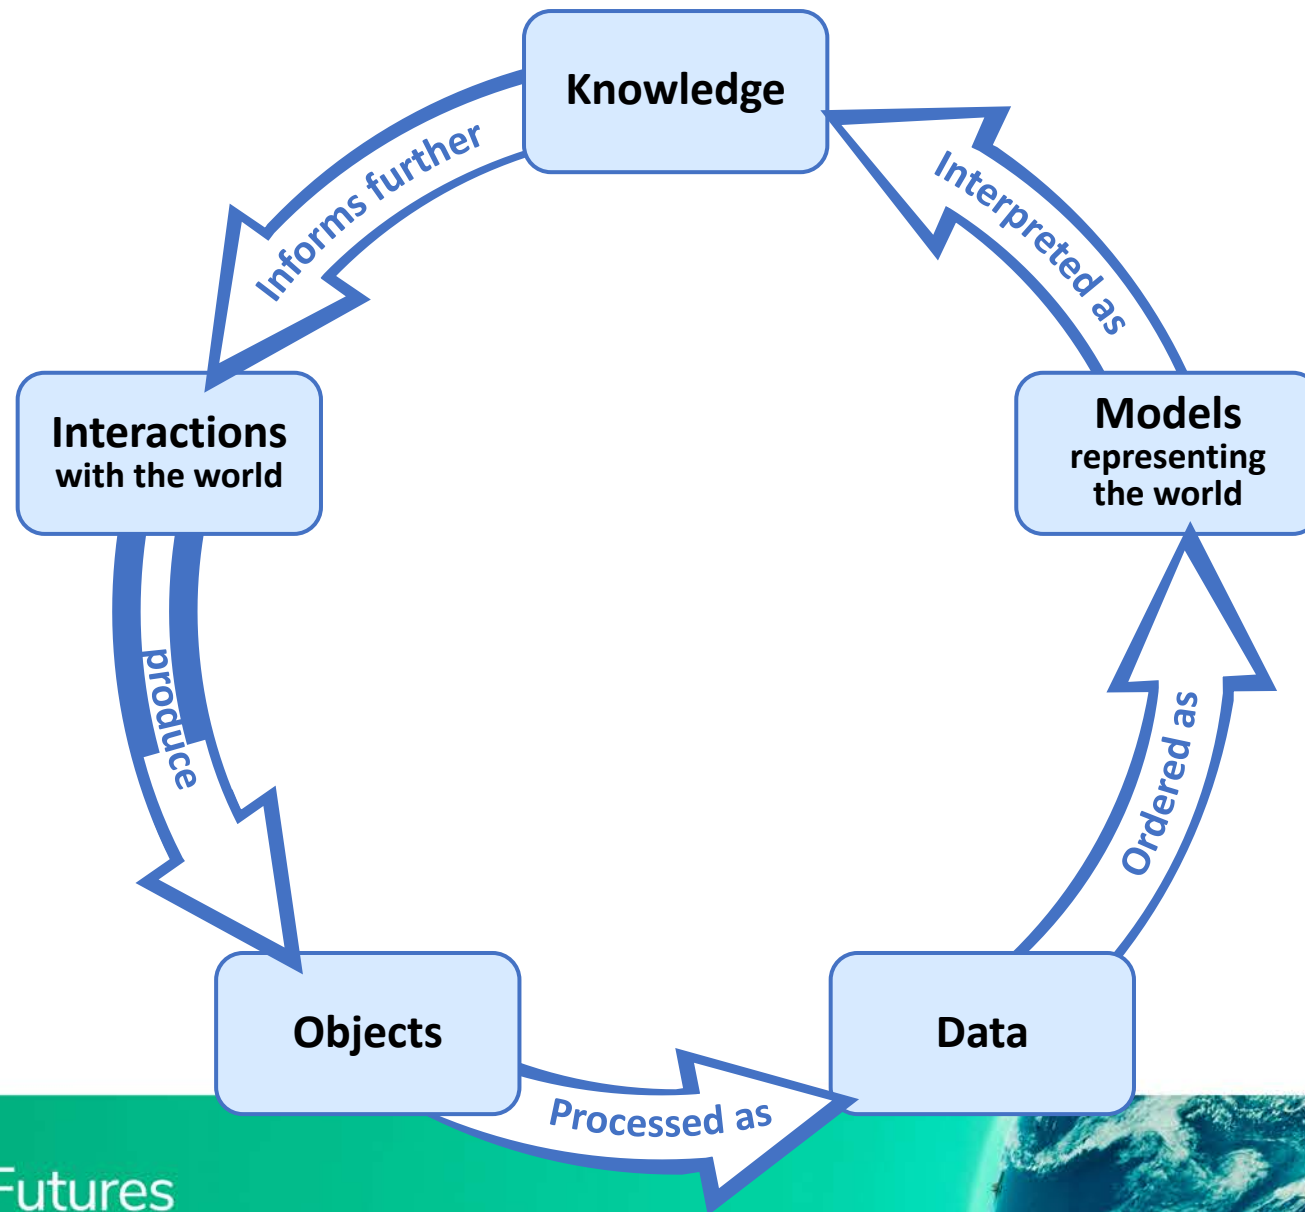 Knowledge
Informs further
Interpreted as
Interactions
with the world
Models
representing
the world
produce
Ordered as
Objects
Data
Processed as
Futures